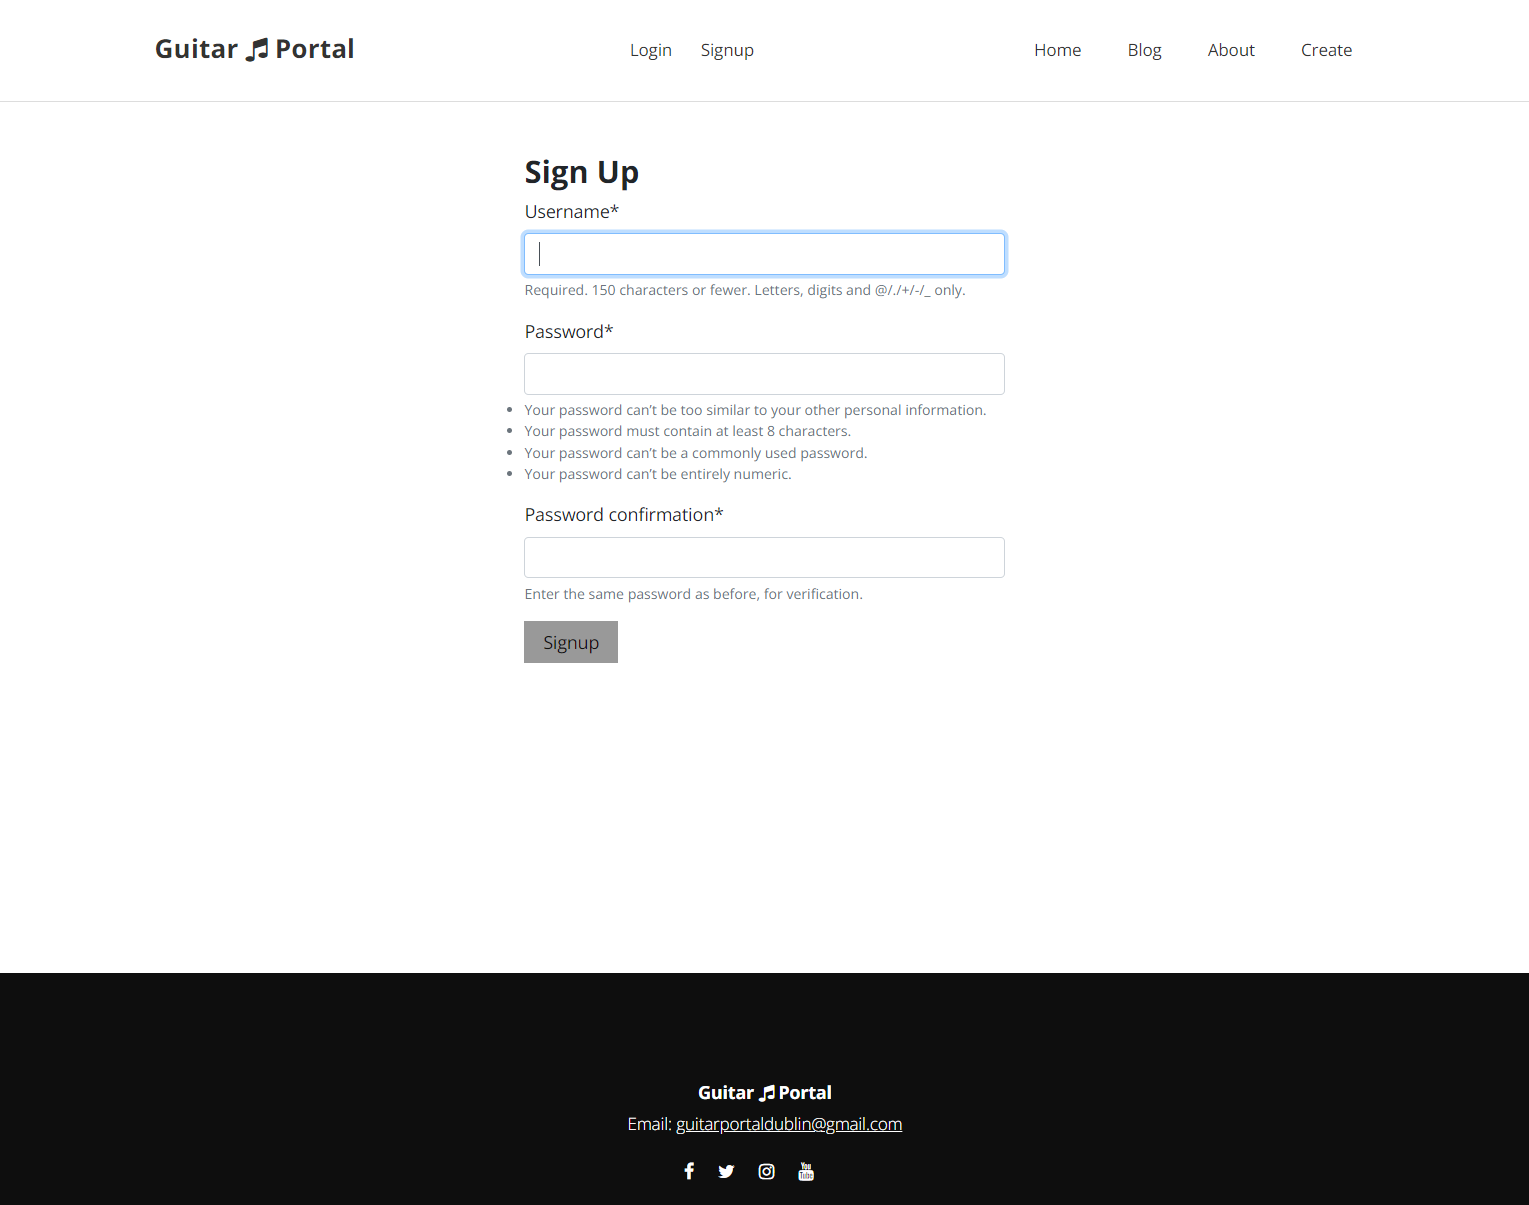 Guitar Portal
Login Signup
Home Blog About Create
Sign Up
Username*
Required. 150 characters or fewer. Letters, digits and @/./+/-/_ only.
Password*
Your password can’t be too similar to your other personal information.
Your password must contain at least 8 characters.
Your password can’t be a commonly used password.
Your password can’t be entirely numeric.
Password confirmation*
Enter the same password as before, for verification.
Signup
Guitar Portal
Email: guitarportaldublin@gmail.com
You
Tube